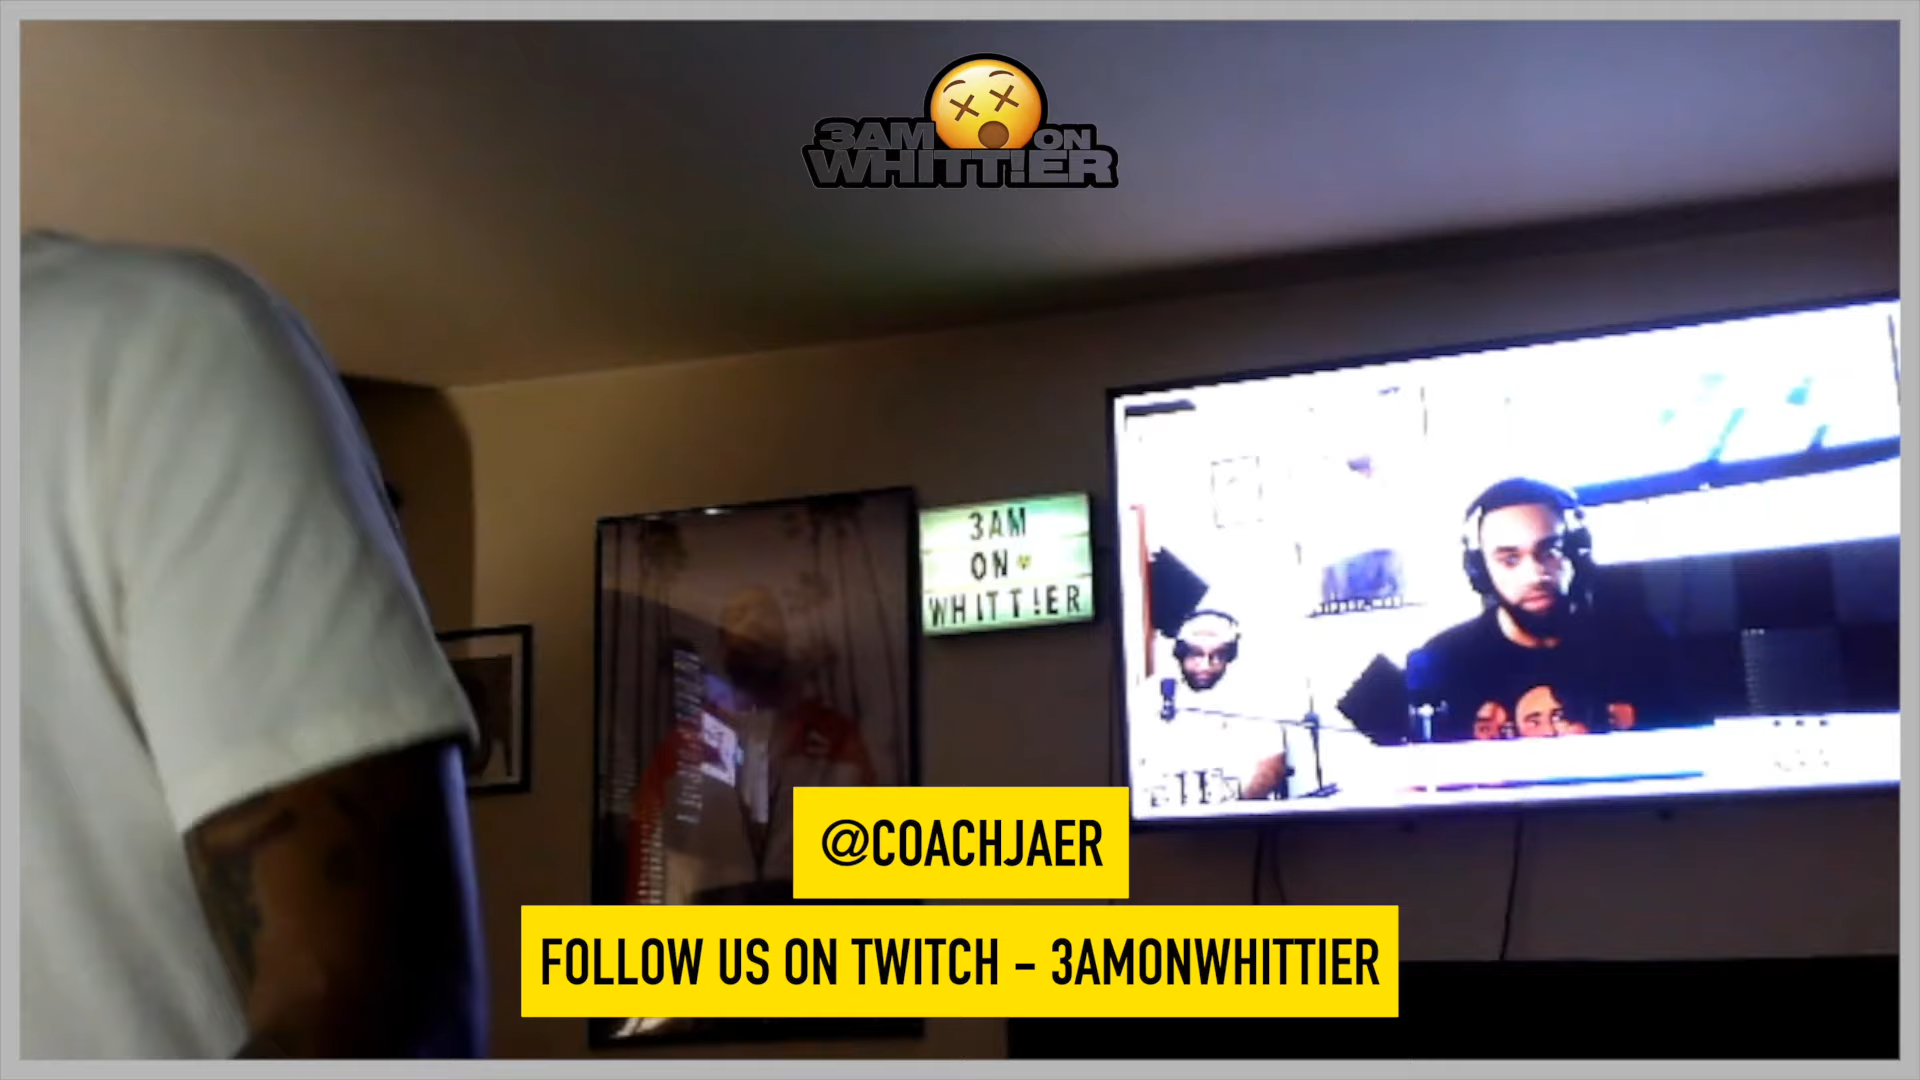 3AM ON
WHITT!ER
3AM
ON
WHITT!ER
@COACHJAER
FOLLOW US ON TWITCH - 3AMONWHITTIER